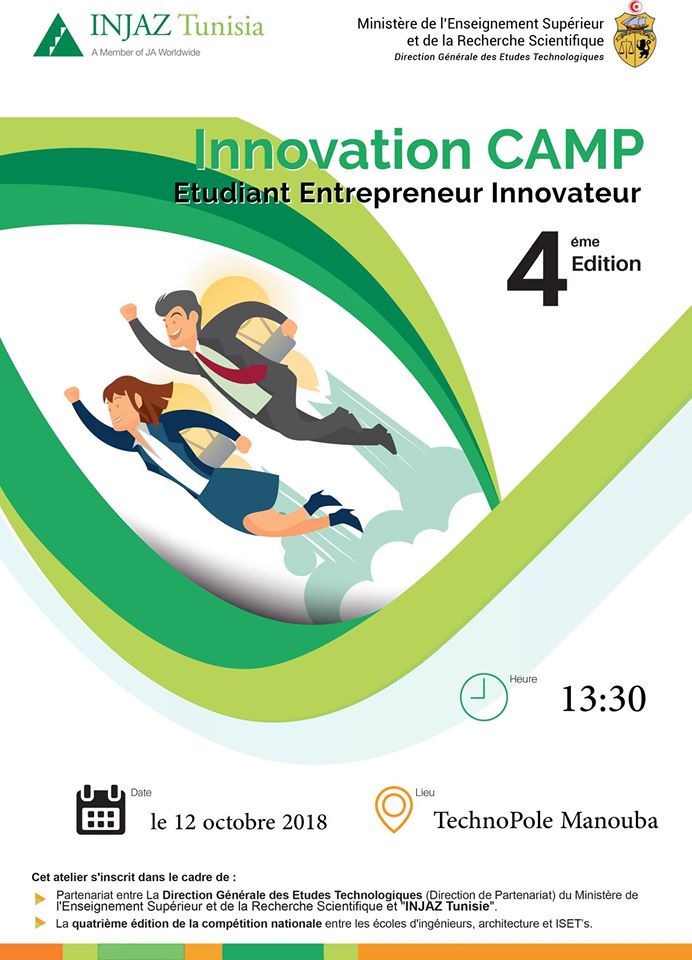 INJAZ Tunisia
A Member of JA Worldwide
Ministère de l'Enseignement Supérieur
et de la Recherche Scientifique
Direction Générale des Etudes Technologiques
Innovation CAMP
Etudiant Entrepreneur Innovateur
4 éme
Edition
Heure
13:30
Date
le 12 octobre 2018
Lieu
TechnoPole Manouba
Cet atelier s'inscrit dans le cadre de :
Partenariat entre La Direction Générale des Etudes Technologiques (Direction de Partenariat) du Ministère de
l'Enseignement Supérieur et de la Recherche Scientifique et "INJAZ Tunisie".
La quatrième édition de la compétition nationale entre les écoles d'ingénieurs, architecture et ISET's.